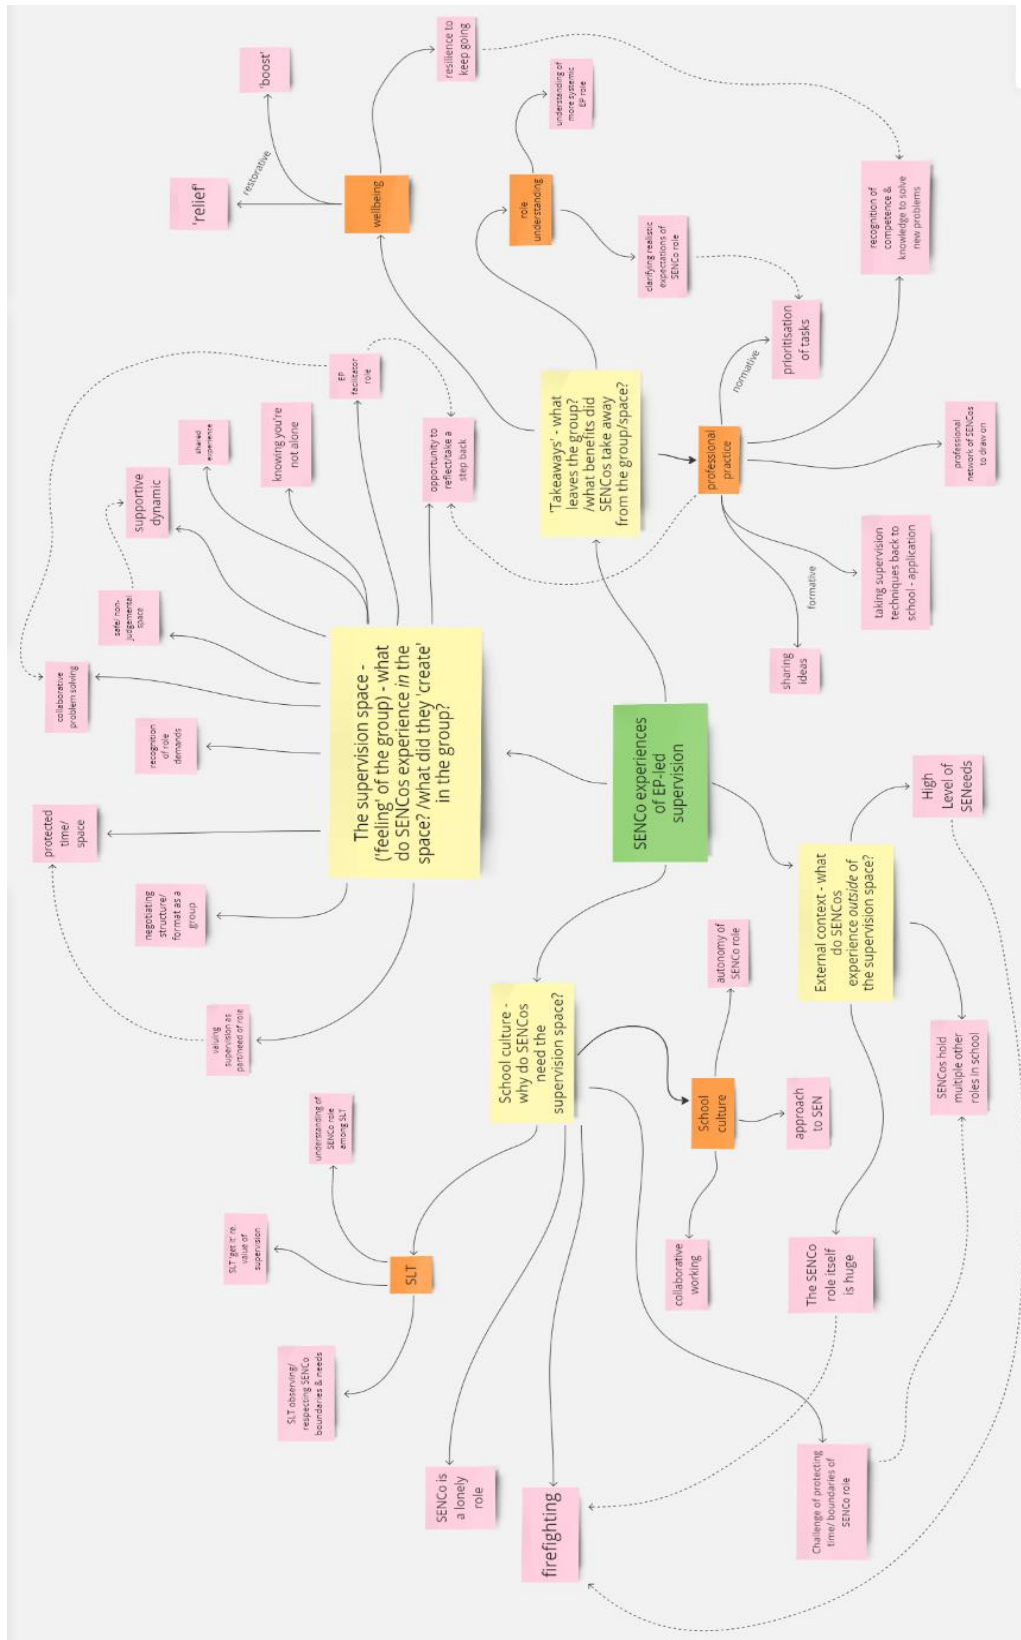 SENCo experiences
of EP-led
supervision
The supervision space -
('feeling' of the group) - what
do SENCos experience in the
space? /what did they 'create'
in the group?
valuing
supervision as
part/need of role
negotiating
structure/
format as a
group
protected
time/
space
recognition
of role
demands
collaborative
problem solving
safe/ non-
judgemental
space
supportive
dynamic
shared
experience
knowing you're
not alone
EP
facilitator
role
opportunity to
reflect/take a
step back
'Takeaways' - what
leaves the group?
/what benefits did
SENCos take away
from the group/space?
wellbeing
restorative
'relief'
'boost'
resilience to
keep going
role
understanding
understanding of
more systemic
EP role
clarifying realistic
expectations of
SENCo role
professional
practice
normative
prioritisation
of tasks
recognition of
competence &
knowledge to solve
new problems
professional
network of SENCos
to draw on
taking supervision
techniques back to
school - application
formative
sharing
ideas
School culture -
why do SENCos
need the
supervision space?
SLT
understanding of
SENCo role
among SLT
SLT 'get it' re.
value of
supervision
SLT observing/
respecting SENCo
boundaries & needs
SENCo is
a lonely
role
firefighting
Challenge of protecting
time/ boundaries of
SENCo role
School
culture
autonomy of
SENCo role
approach
to SEN
collaborative
working
External context - what
do SENCos
experience outside of
the supervision space?
High
Level of
SENeeds
SENCos hold
multiple other
roles in school
The SENCo
role itself
is huge